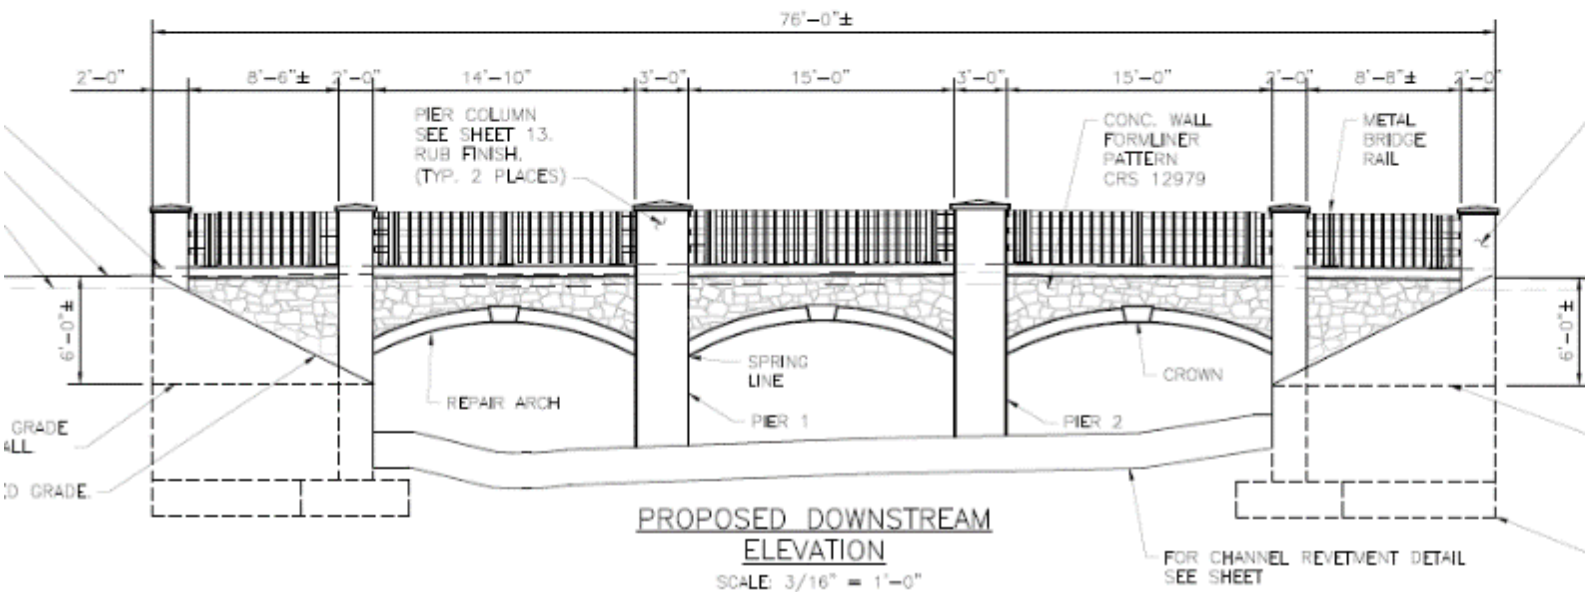 76'-0"±
2'-0" 8'-6"± 2'-0" 14'-10" 3'-0" 15'-0" 3'-0" 15'-0" 2'-0" 8'-8"± 2'-0"
PIER COLUMN
SEE SHEET 13.
RUB FINISH.
(TYP. 2 PLACES)
CONC. WALL
FORMLINER
PATTERN
CRS 12979
METAL
BRIDGE
RAIL
6'-0"±
6'-0"±
SPRING
LINE
CROWN
REPAIR ARCH
PIER 1
PIER 2
GRADE
ALL
D GRADE.
PROPOSED DOWNSTREAM
ELEVATION
SCALE: 3/16" = 1'-0"
FOR CHANNEL REVETMENT DETAIL
SEE SHEET